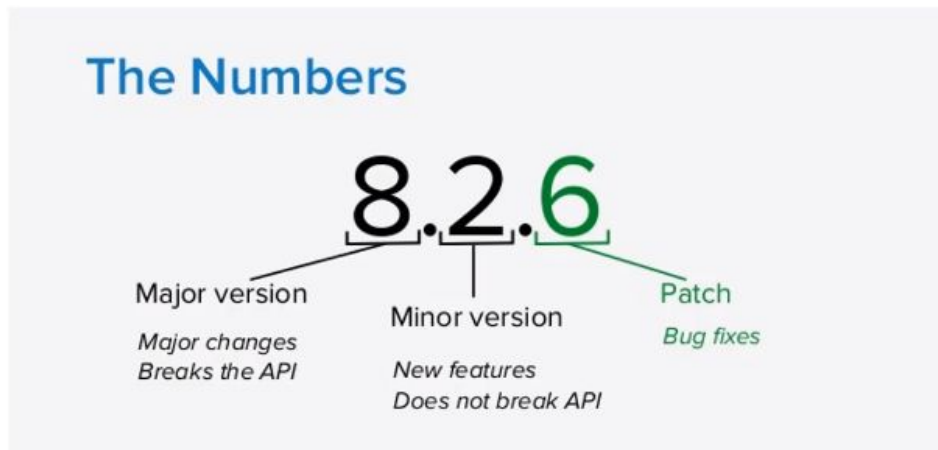 The Numbers
8.2.6
Major version
Major changes
Breaks the API
Minor version
New features
Does not break API
Patch
Bug fixes